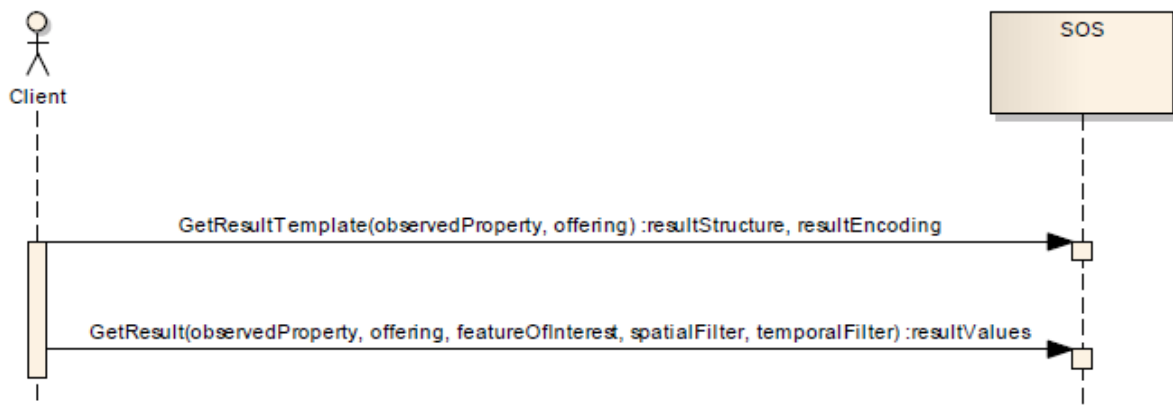 SOS
Client
GetResultTemplate(observedProperty, offering) :resultStructure, resultEncoding
GetResult(observedProperty, offering, featureOfInterest, spatialFilter, temporalFilter) :resultValues